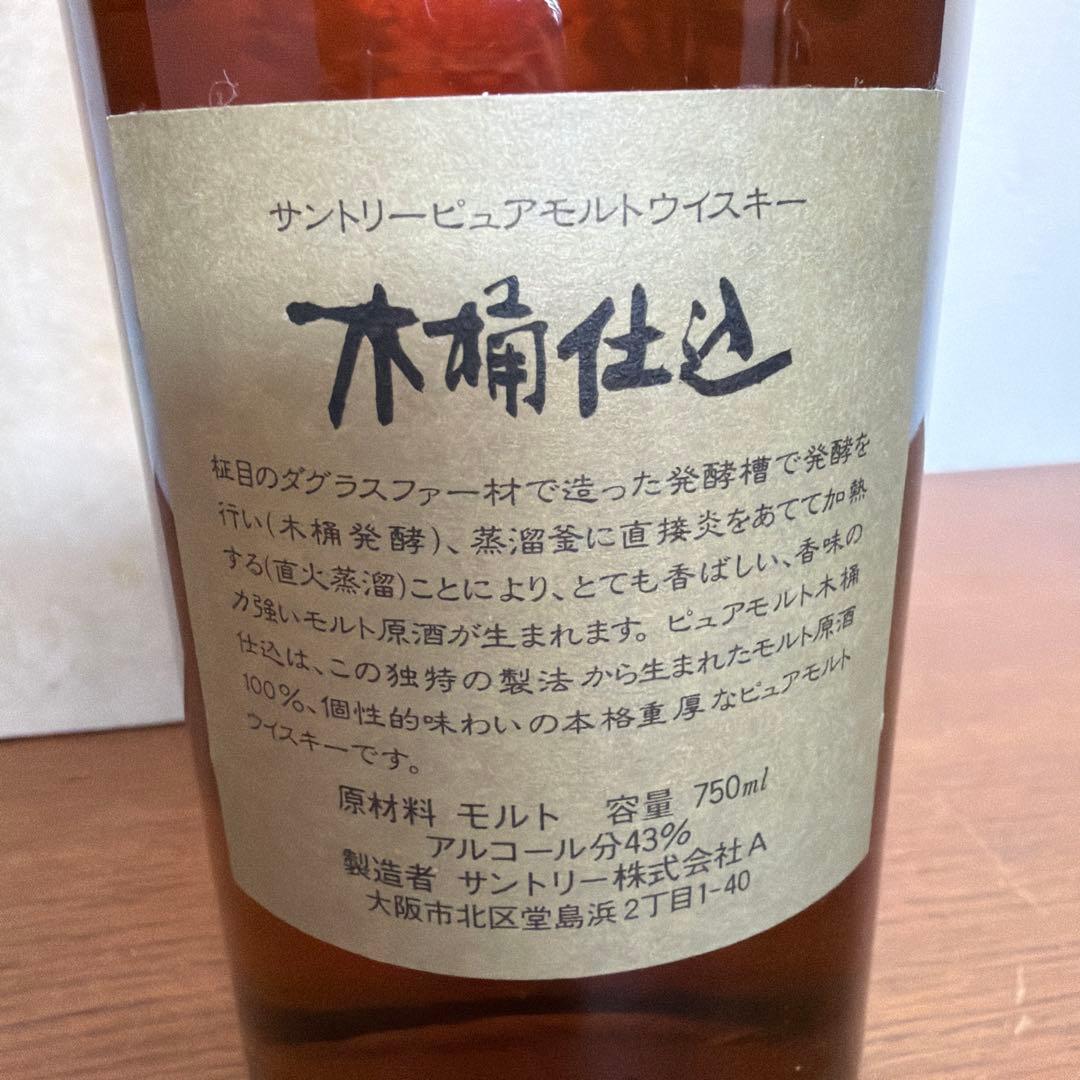 サントリーピュアモルトウイスキー
木桶仕込
柾目のダグラスファー材で造った発酵槽で発酵を
行い(木桶発酵)、蒸溜釜に直接炎をあてて加熱
する(直火蒸溜)ことにより、とても香ばしい、香味の
力強いモルト原酒が生まれます。ピュアモルト木桶
仕込は、この独特の製法から生まれたモルト原酒
100%、個性的味わいの本格重厚なピュアモルト
ウイスキーです。
原材料 モルト 容量 750ml
アルコール分43%
製造者 サントリー株式会社A
大阪市北区堂島浜2丁目1-40